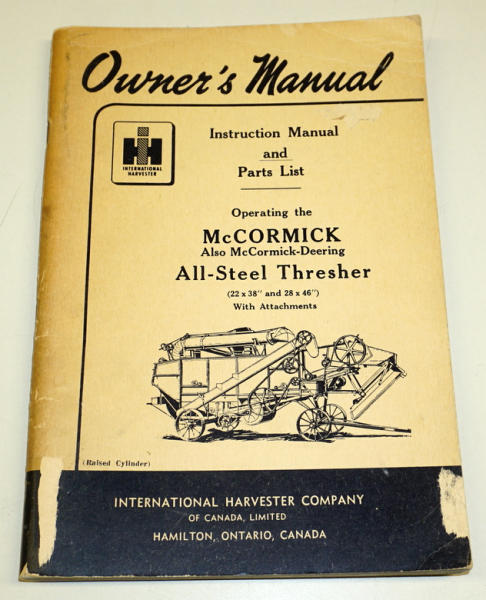 Owner's Manual
IH
INTERNATIONAL
HARVESTER
Instruction Manual
and
Parts List
Operating the
McCORMICK
Also McCormick-Deering
All-Steel Thresher
(22 x 38" and 28 x 46")
With Attachments
(Raised Cylinder)
INTERNATIONAL HARVESTER COMPANY
OF CANADA, LIMITED
HAMILTON, ONTARIO, CANADA